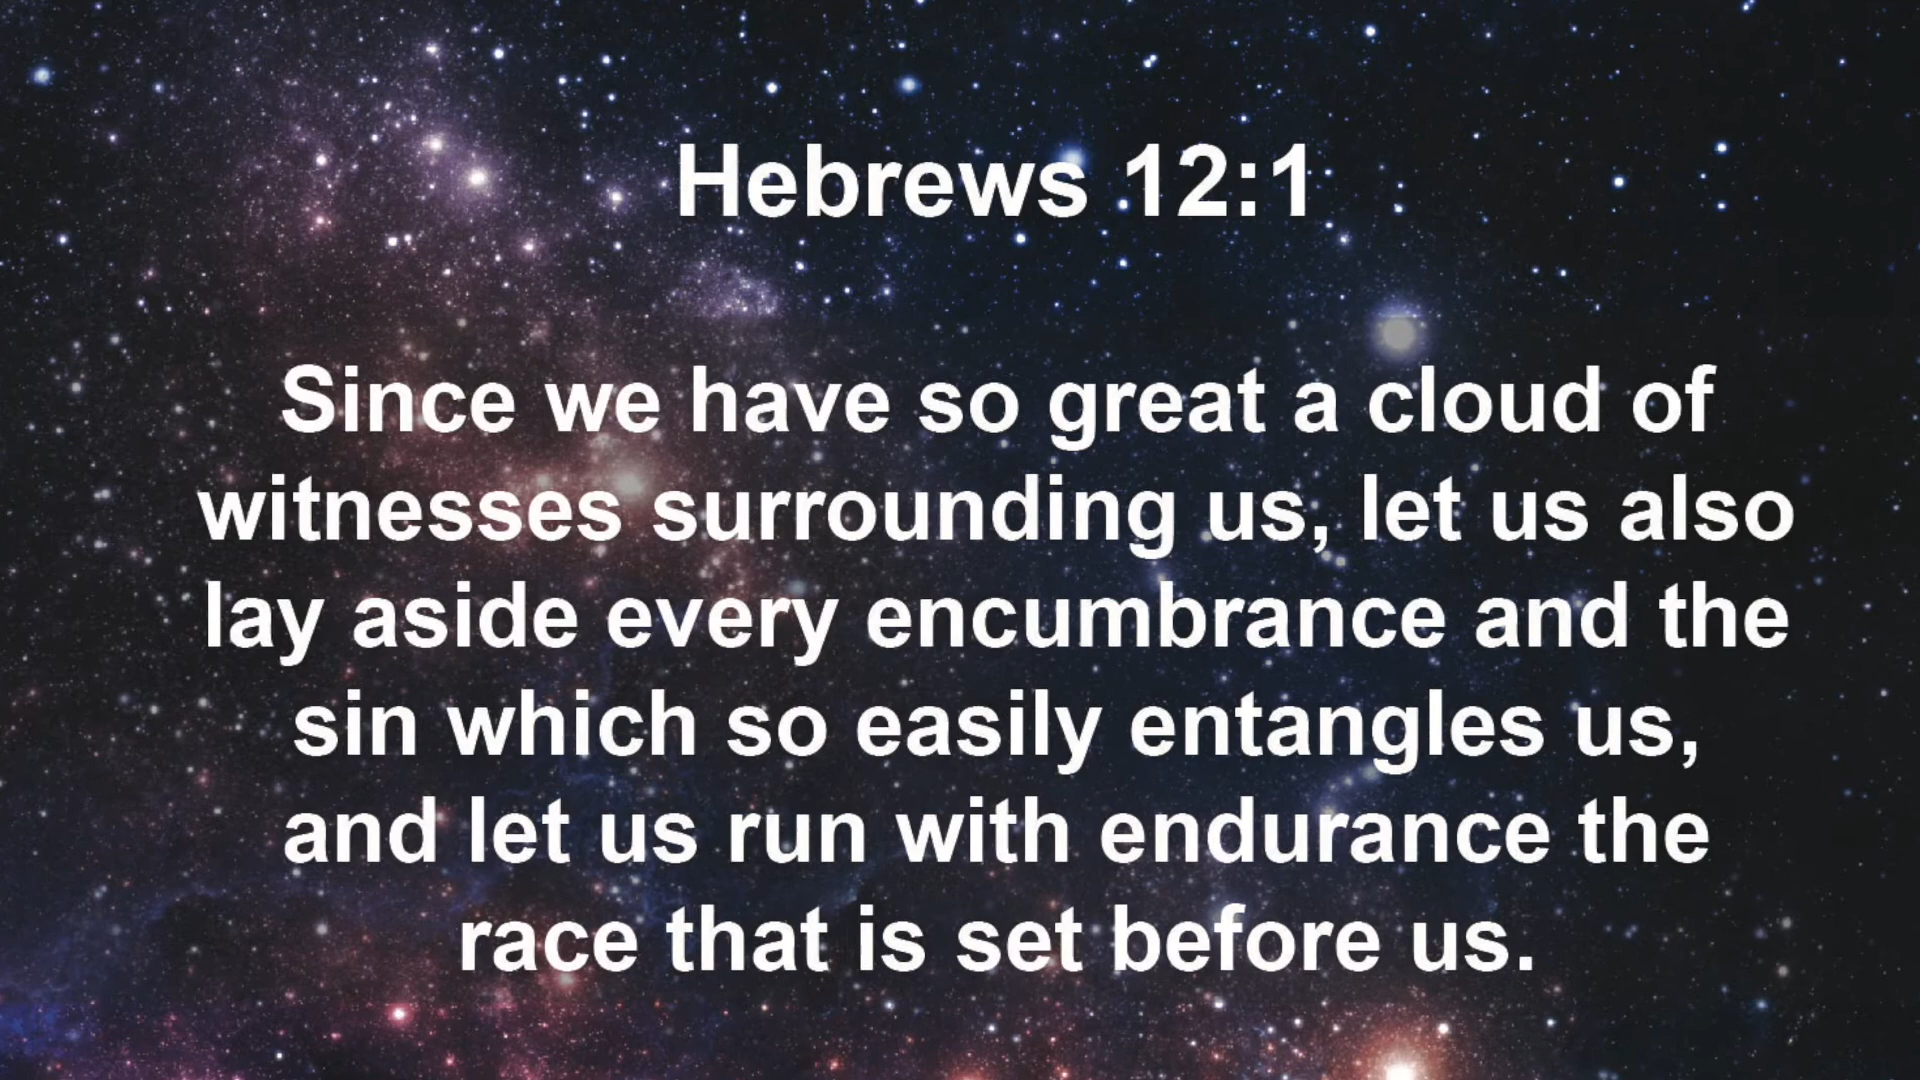 Hebrews 12:1
Since we have so great a cloud of
witnesses surrounding us, let us also
lay aside every encumbrance and the
sin which so easily entangles us,
and let us run with endurance the
race that is set before us.